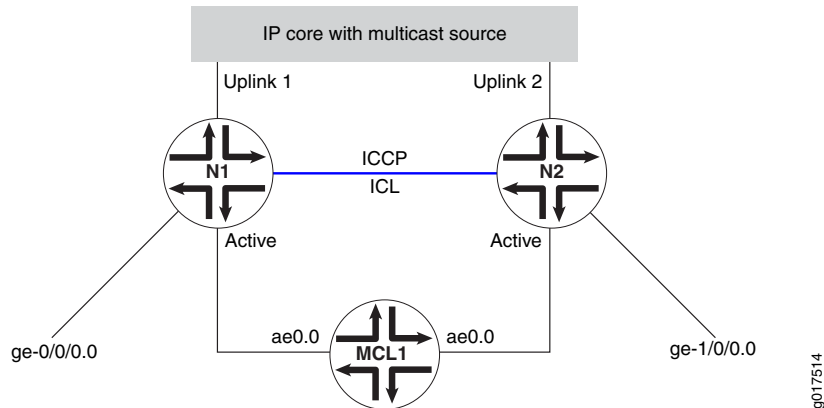 IP core with multicast source
Uplink 1
Uplink 2
ICCP
N1
N2
ICL
Active
Active
ae0.0
ae0.0
MCL1
ge-0/0/0.0
ge-1/0/0.0
g017514